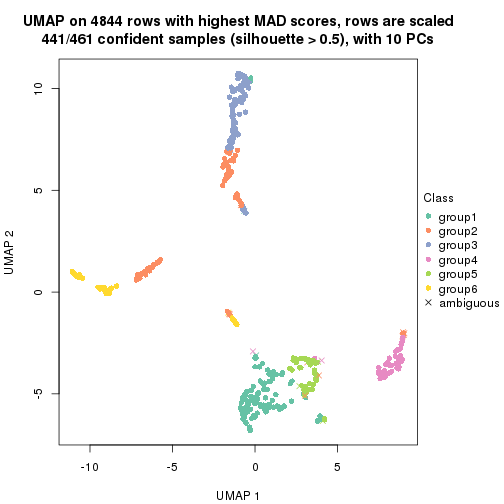 UMAP on 4844 rows with highest MAD scores, rows are scaled
441/461 confident samples (silhouette > 0.5), with 10 PCs
10
5
0
-5
UMAP 2
-10
-5
0
5
UMAP 1
Class
group1
group2
group3
group4
group5
group6
ambiguous